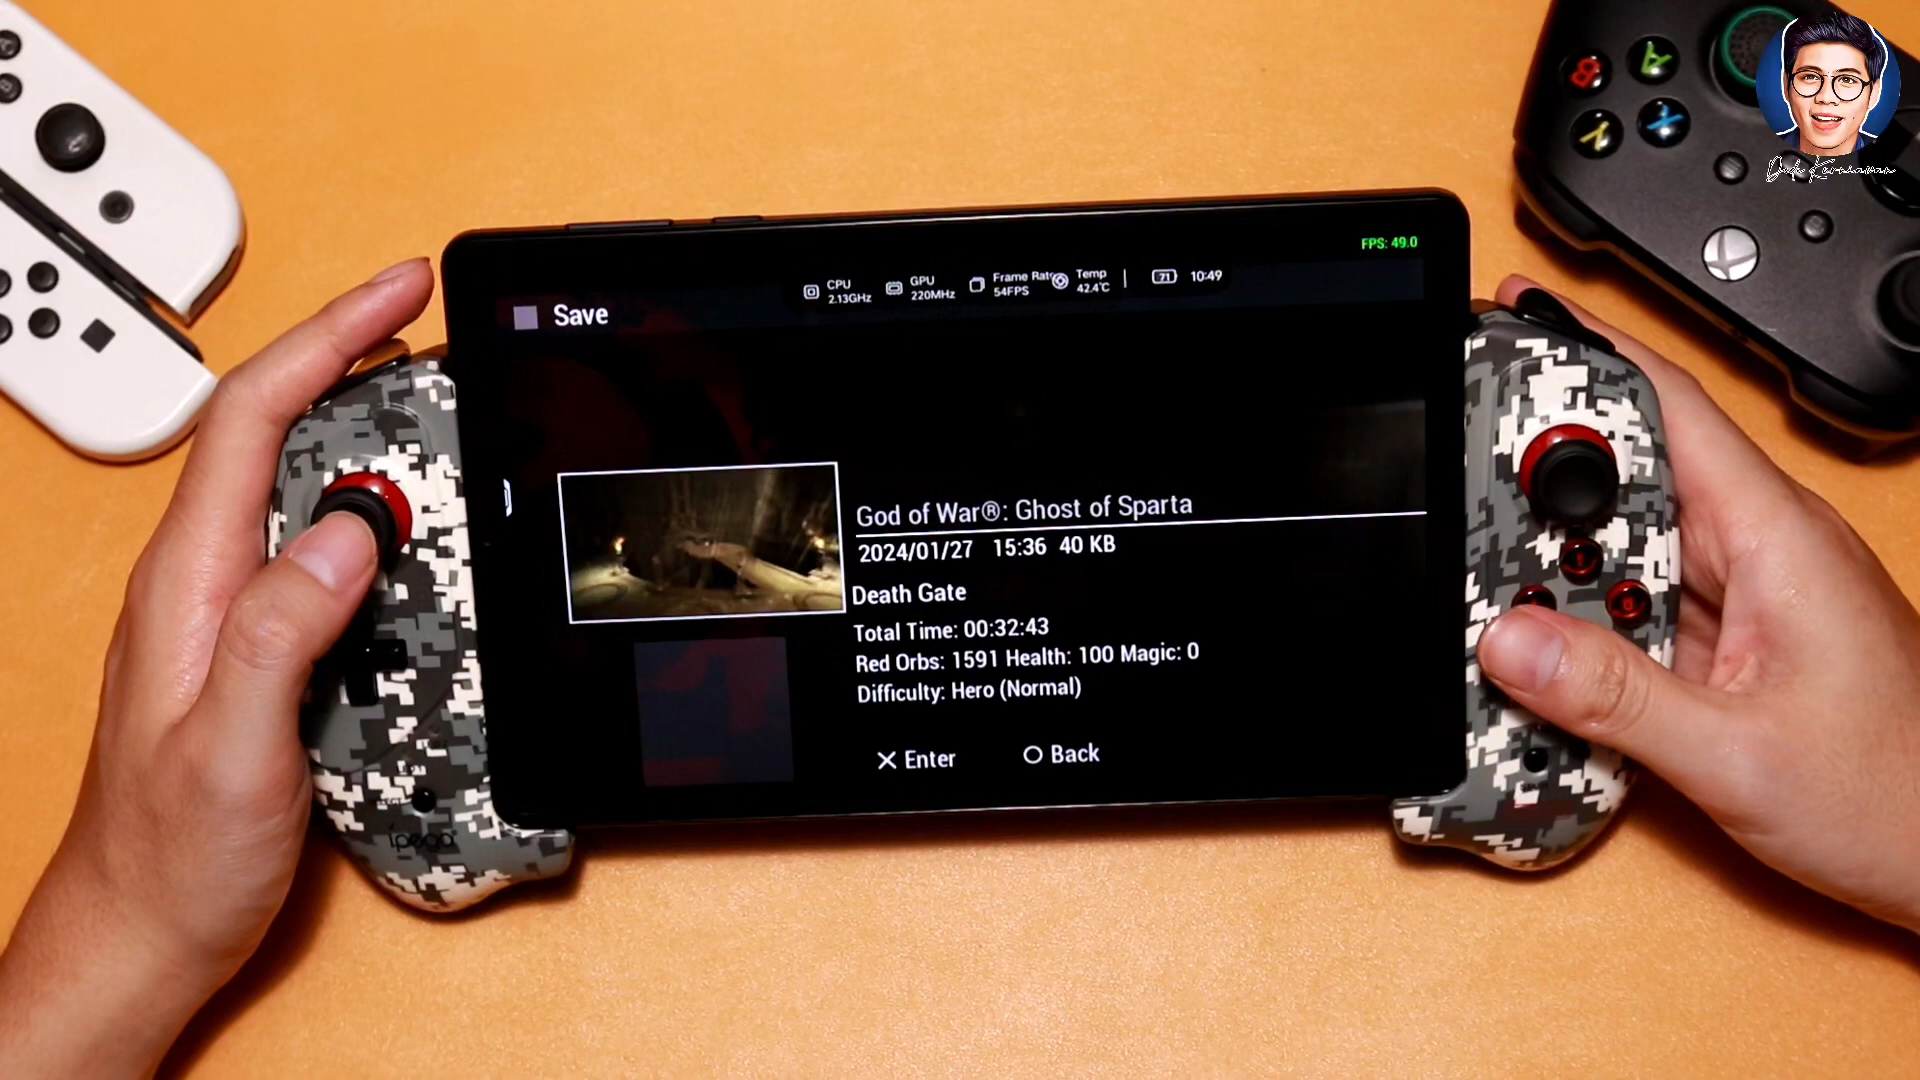 FPS: 49.0
CPU
2.13GHz
GPU
220MHz
Frame Rate
54FPS
Temp
42.4°C
71
10:49
Save
God of War®: Ghost of Sparta
2024/01/27 15:36 40 KB
Death Gate
Total Time: 00:32:43
Red Orbs: 1591 Health: 100 Magic: 0
Difficulty: Hero (Normal)
X Enter
O Back
B
A
Y
X
ípega